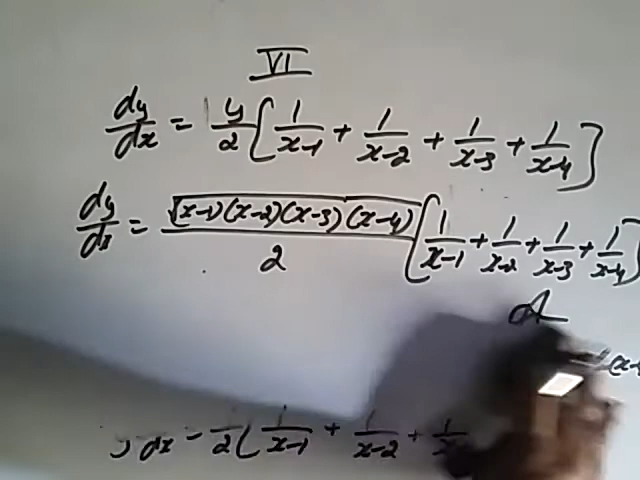 VI
dy/dx = y/2 [1/(x-1) + 1/(x-2) + 1/(x-3) + 1/(x-4)]
dy/dx = √(x-1)(x-2)(x-3)(x-4)/2 [1/(x-1) + 1/(x-2) + 1/(x-3) + 1/(x-4)]
dx - /2 (1/(x-1) + 1/(x-2) +